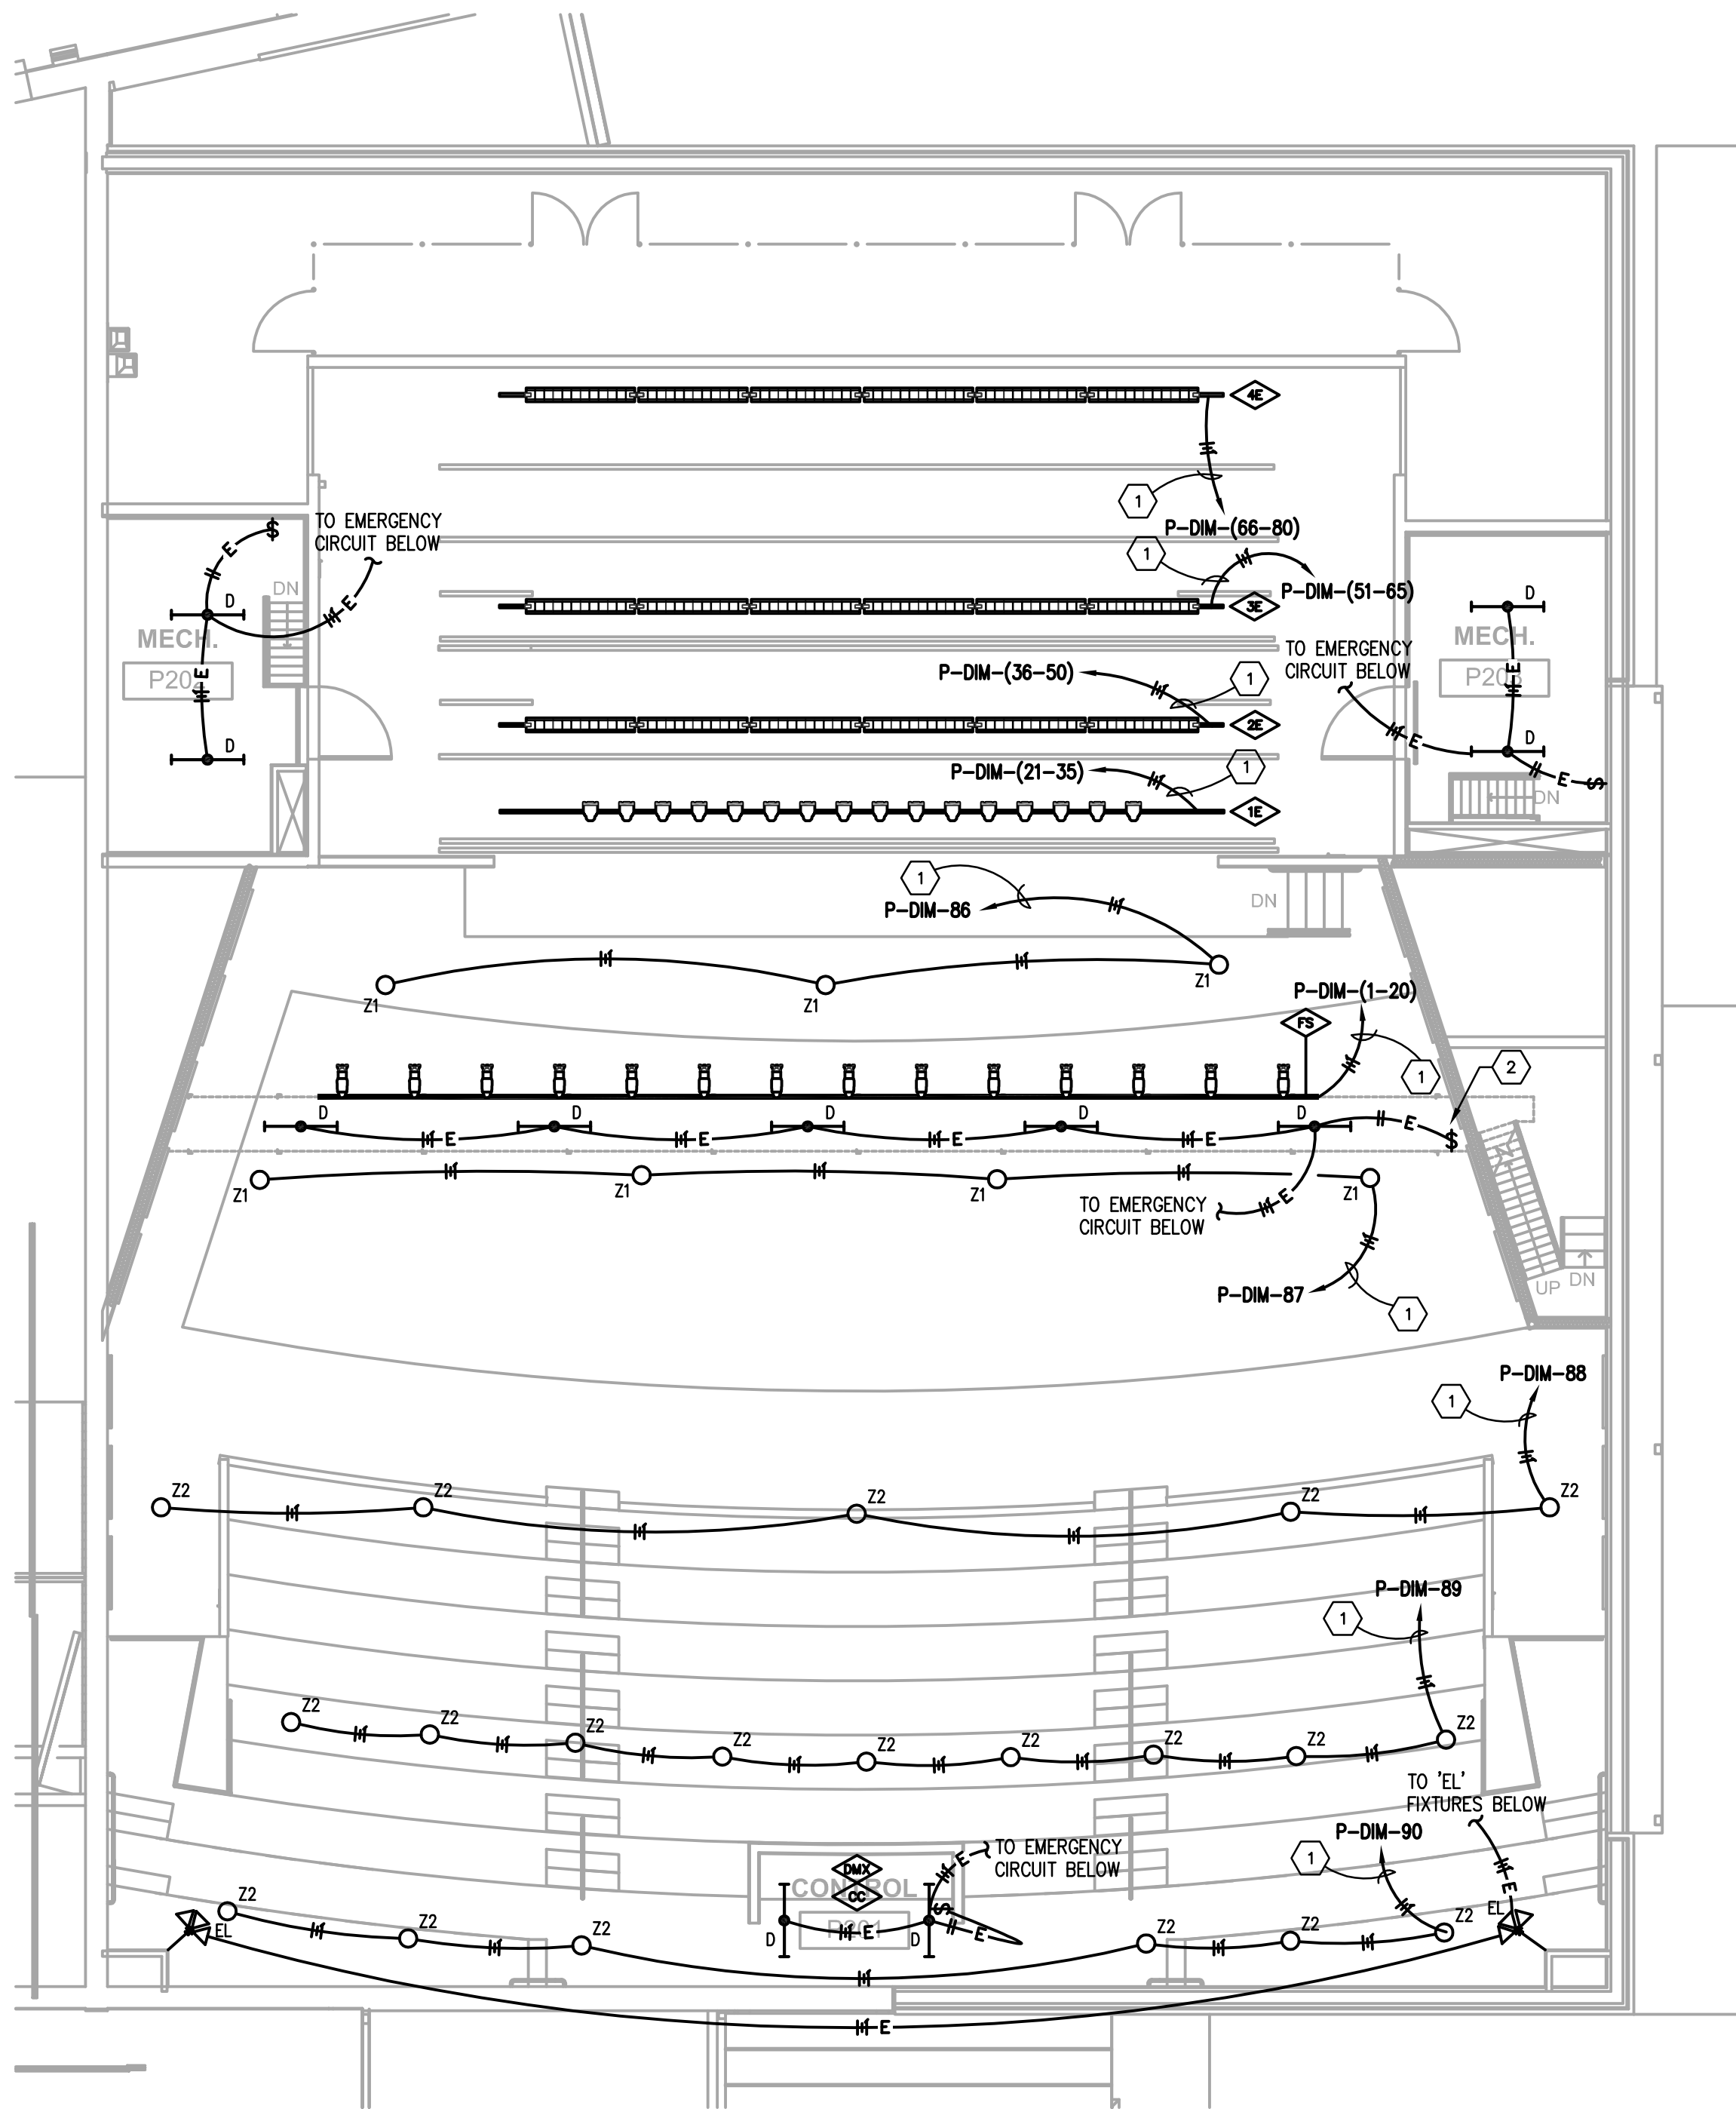 4E
1
P-DIM-(66-80)
TO EMERGENCY
CIRCUIT BELOW
$
E
1
P-DIM-(51-65)
DN
D
3E
D
MECH.
P202
E
E
TO EMERGENCY
CIRCUIT BELOW
MECH.
P203
E
P-DIM-(36-50)
1
2E
D
D
E
E
$
P-DIM-(21-35)
1
1E
DN
1
P-DIM-86
DN
Z1
Z1
Z1
P-DIM-(1-20)
FS
2
1
D
D
D
D
D
E
E
E
E
E
$
Z1
Z1
Z1
Z1
E
TO EMERGENCY
CIRCUIT BELOW
UP
DN
P-DIM-87
1
P-DIM-88
1
Z2
Z2
Z2
Z2
Z2
P-DIM-89
1
Z2
Z2
Z2
Z2
Z2
Z2
Z2
Z2
Z2
TO 'EL'
FIXTURES BELOW
P-DIM-90
1
TO EMERGENCY
CIRCUIT BELOW
E
DMX
CC
CONTROL
P201
E
Z2
Z2
Z2
Z2
Z2
Z2
EL
EL
D
D
E
$
E
E